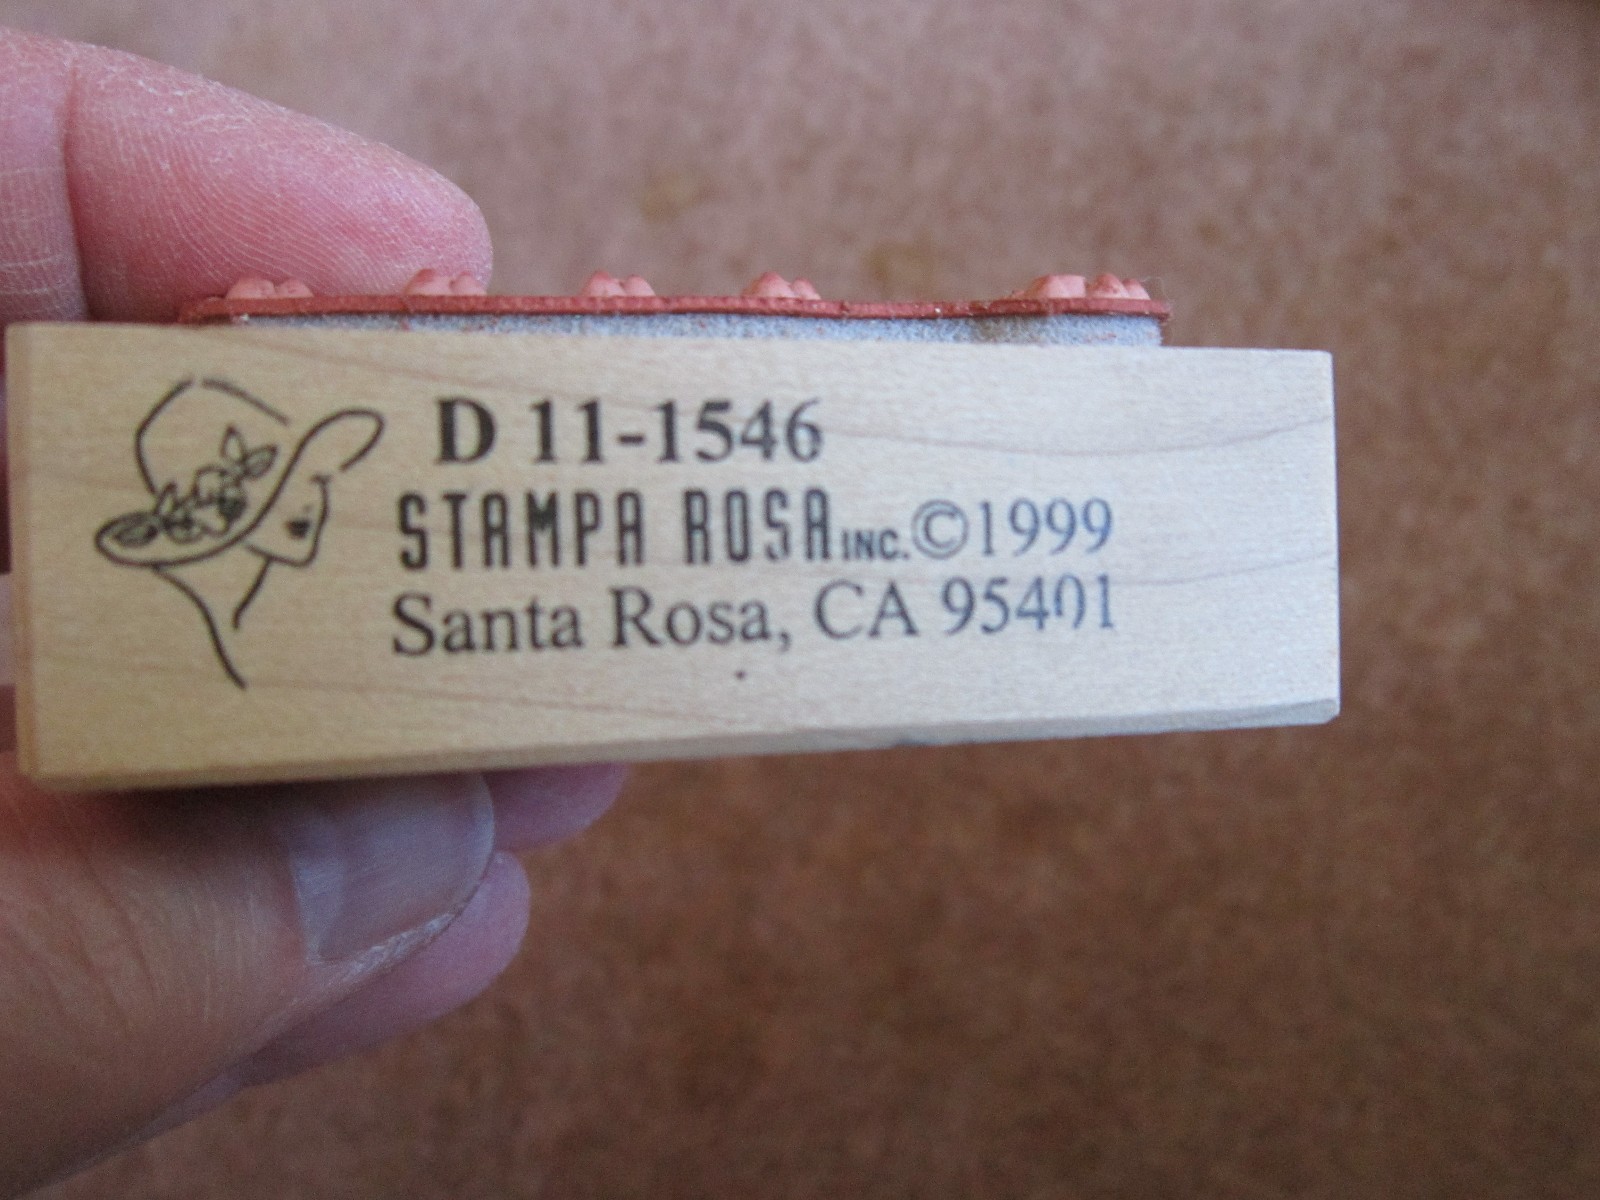 D 11-1546
STAMPA ROSA INC. ©1999
Santa Rosa, CA 95401